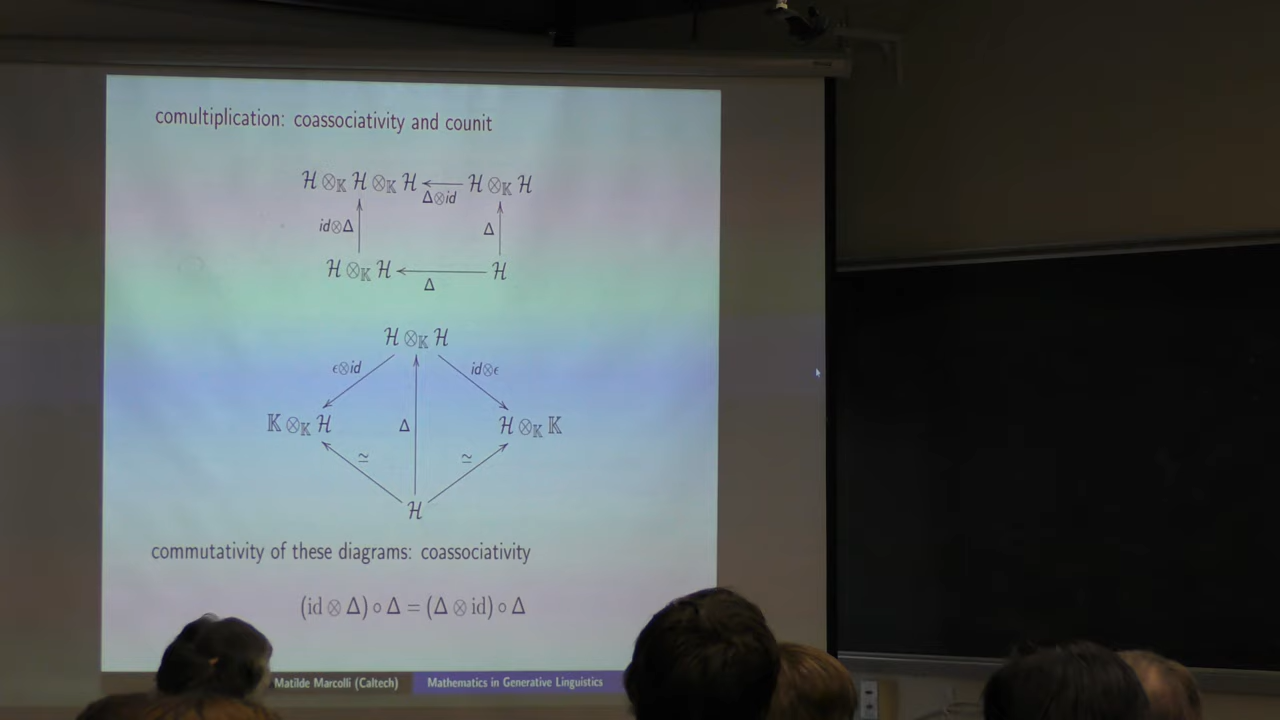 comultiplication: coassociativity and counit
ℋ ⊗𝕂 ℋ ⊗𝕂 ℋ ⟵ ℋ ⊗𝕂 ℋ
Δ⊗id
id⊗Δ Δ
ℋ ⊗𝕂 ℋ ⟵ ℋ
Δ
ℋ ⊗𝕂 ℋ
ϵ⊗id id⊗ϵ
𝕂 ⊗𝕂 ℋ Δ ℋ ⊗𝕂 𝕂
≃ ≃
ℋ
commutativity of these diagrams: coassociativity
(id ⊗ Δ) ∘ Δ = (Δ ⊗ id) ∘ Δ
Matilde Marcolli (Caltech) Mathematics in Generative Linguistics